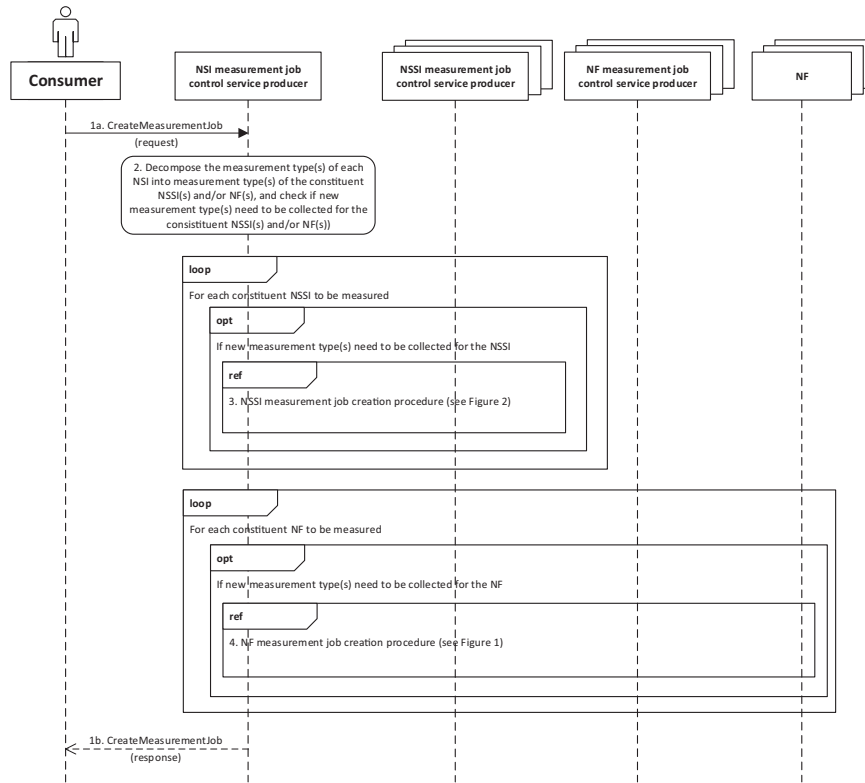 Consumer
NSI measurement job
control service producer
NSSI measurement job
control service producer
NF measurement job
control service producer
NF
1a. CreateMeasurementJob
(request)
2. Decompose the measurement type(s) of each
NSI into measurement type(s) of the constituent
NSSI(s) and/or NF(s), and check if new
measurement type(s) need to be collected for the
consistituent NSSI(s) and/or NF(s))
loop
For each constituent NSSI to be measured
opt
If new measurement type(s) need to be collected for the NSSI
ref
3. NSSI measurement job creation procedure (see Figure 2)
loop
For each constituent NF to be measured
opt
If new measurement type(s) need to be collected for the NF
ref
4. NF measurement job creation procedure (see Figure 1)
1b. CreateMeasurementJob
(response)